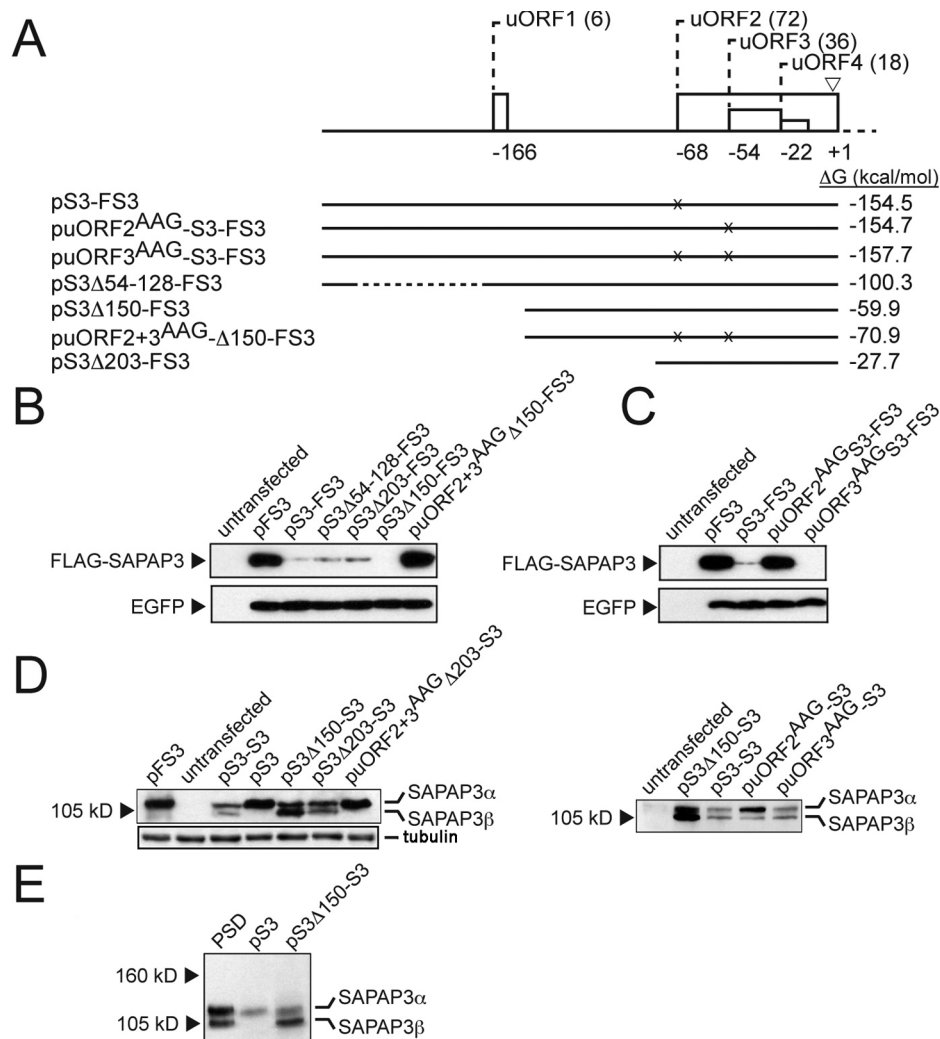 A
uORF1 (6)
uORF2 (72)
uORF3 (36)
uORF4 (18)
-166
-68
-54
-22
+1
ΔG (kcal/mol)
pS3-FS3
x
-154.5
puORF2AAG-S3-FS3
x
-154.7
puORF3AAG-S3-FS3
x x
-157.7
pS3Δ54-128-FS3
-100.3
pS3Δ150-FS3
-59.9
puORF2+3AAG-Δ150-FS3
x x
-70.9
pS3Δ203-FS3
-27.7
B
untransfected
pFS3
pS3-FS3
pS3Δ54-128-FS3
pS3Δ203-FS3
pS3Δ150-FS3
puORF2+3AAGΔ150-FS3
FLAG-SAPAP3
EGFP
C
untransfected
pFS3
pS3-FS3
puORF2AAGS3-FS3
puORF3AAGS3-FS3
FLAG-SAPAP3
EGFP
D
pFS3
untransfected
pS3-S3
pS3
pS3Δ150-S3
pS3Δ203-S3
puORF2+3AAGΔ203-S3
105 kD
SAPAP3α
SAPAP3β
tubulin
untransfected
pS3Δ150-S3
pS3-S3
puORF2AAG-S3
puORF3AAG-S3
105 kD
SAPAP3α
SAPAP3β
E
PSD
pS3
pS3Δ150-S3
160 kD
105 kD
SAPAP3α
SAPAP3β